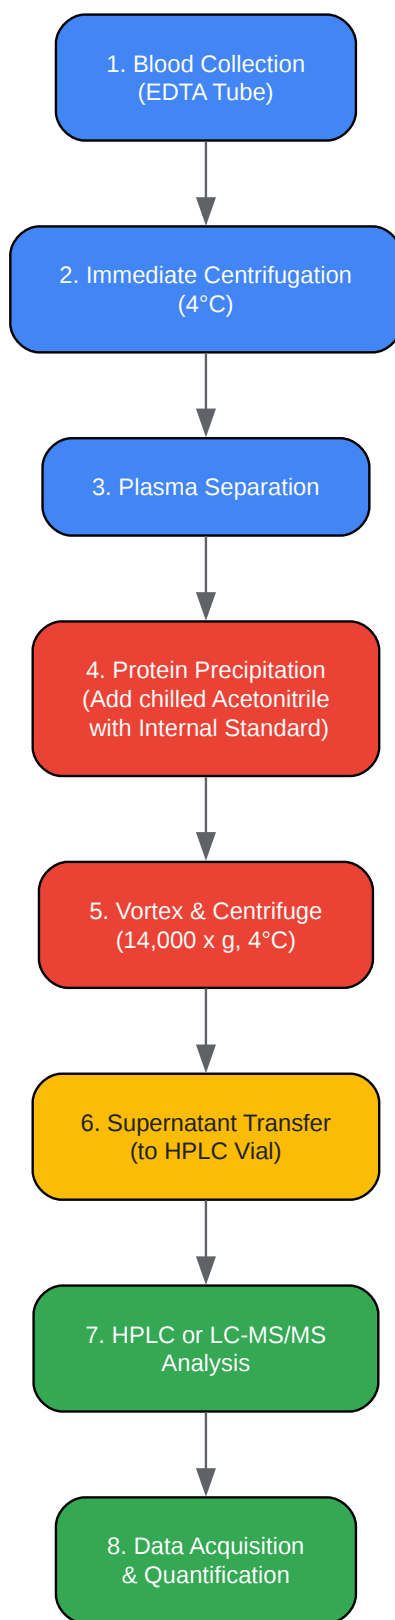 1. Blood Collection
(EDTA Tube)
2. Immediate Centrifugation
(4°C)
3. Plasma Separation
4. Protein Precipitation
(Add chilled Acetonitrile
with Internal Standard)
5. Vortex & Centrifuge
(14,000 x g, 4°C)
6. Supernatant Transfer
(to HPLC Vial)
7. HPLC or LC-MS/MS
Analysis
8. Data Acquisition
& Quantification